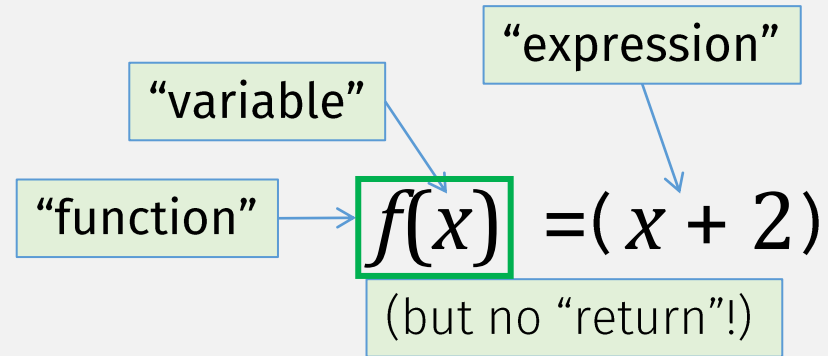 “expression”
“variable”
“function”
f(x) =(x + 2)
(but no “return”!)